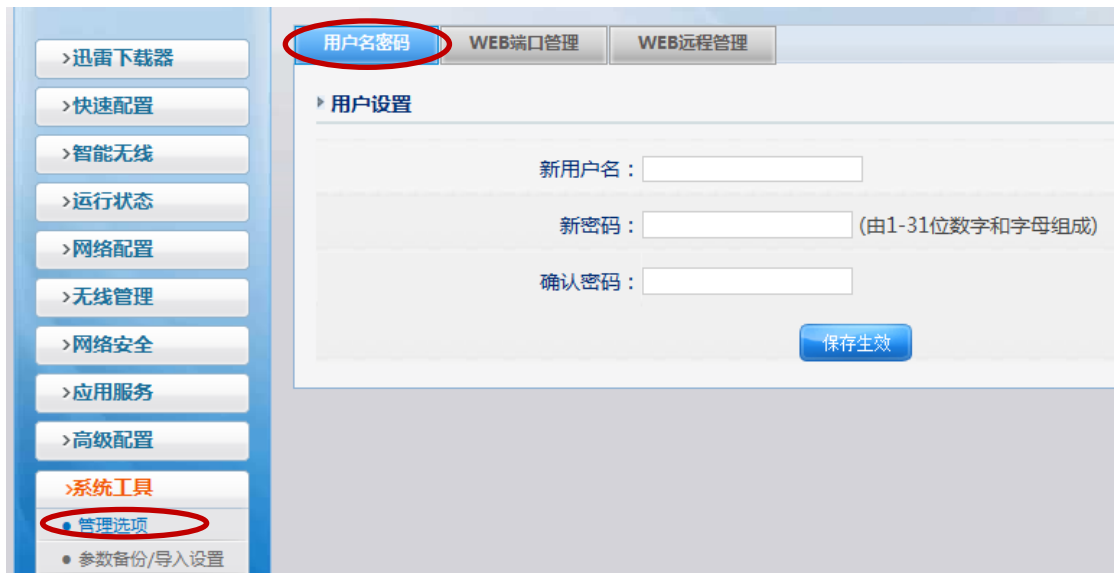 >迅雷下载器
>快速配置
>智能无线
>运行状态
>网络配置
>无线管理
>网络安全
>应用服务
>高级配置
>系统工具
● 管理选项
● 参数备份/导入设置
用户名密码 WEB端口管理 WEB远程管理
用户设置
新用户名：
新密码： (由1-31位数字和字母组成)
确认密码：
保存生效